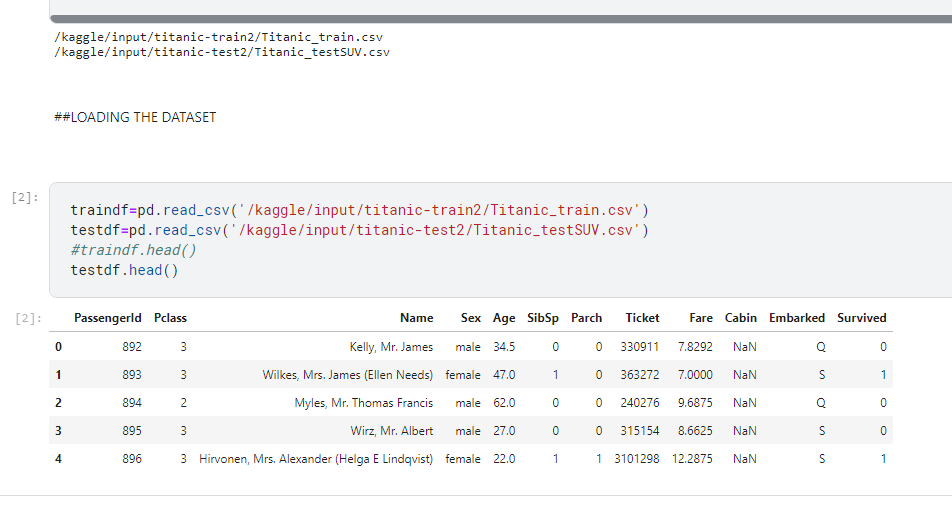 /kaggle/input/titanic-train2/Titanic_train.csv
/kaggle/input/titanic-test2/Titanic_testSUV.csv
##LOADING THE DATASET
[2]:
traindf=pd.read_csv('/kaggle/input/titanic-train2/Titanic_train.csv')
testdf=pd.read_csv('/kaggle/input/titanic-test2/Titanic_testSUV.csv')
#traindf.head()
testdf.head()
[2]: PassengerId Pclass Name Sex Age SibSp Parch Ticket Fare Cabin Embarked Survived
0 892 3 Kelly, Mr. James male 34.5 0 0 330911 7.8292 NaN Q 0
1 893 3 Wilkes, Mrs. James (Ellen Needs) female 47.0 1 0 363272 7.0000 NaN S 1
2 894 2 Myles, Mr. Thomas Francis male 62.0 0 0 240276 9.6875 NaN Q 0
3 895 3 Wirz, Mr. Albert male 27.0 0 0 315154 8.6625 NaN S 0
4 896 3 Hirvonen, Mrs. Alexander (Helga E Lindqvist) female 22.0 1 1 3101298 12.2875 NaN S 1